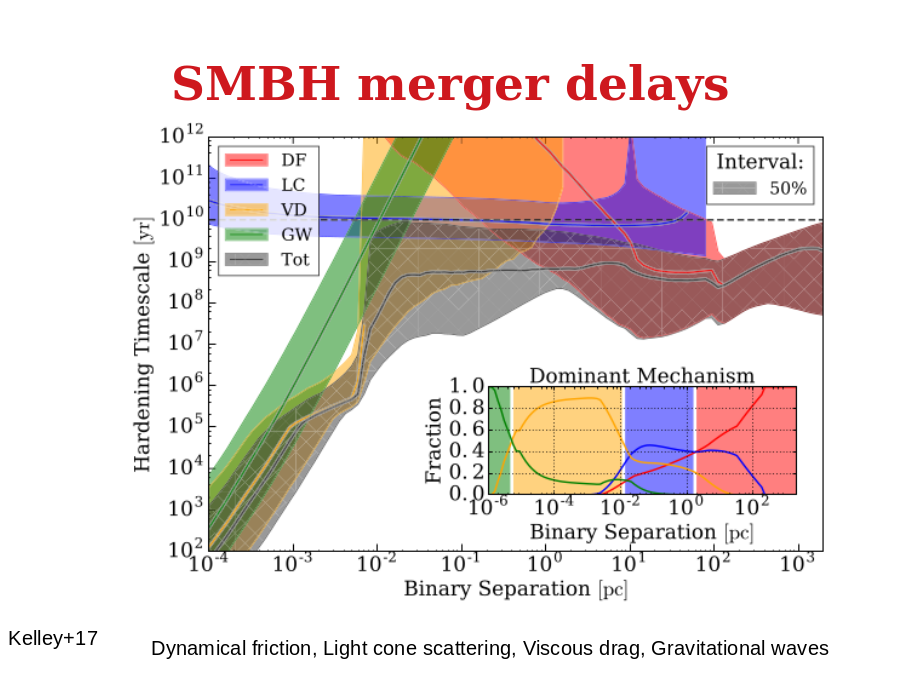 SMBH merger delays
10^12
10^11
10^10
10^9
10^8
10^7
10^6
10^5
10^4
10^3
10^2
Hardening Timescale [yr]
DF
LC
VD
GW
Tot
Interval:
50%
Dominant Mechanism
Fraction
1.0
0.8
0.6
0.4
0.2
0.0
10^-6 10^-4 10^-2 10^0 10^2
Binary Separation [pc]
10^-4 10^-3 10^-2 10^-1 10^0 10^1 10^2 10^3
Binary Separation [pc]
Kelley+17
Dynamical friction, Light cone scattering, Viscous drag, Gravitational waves